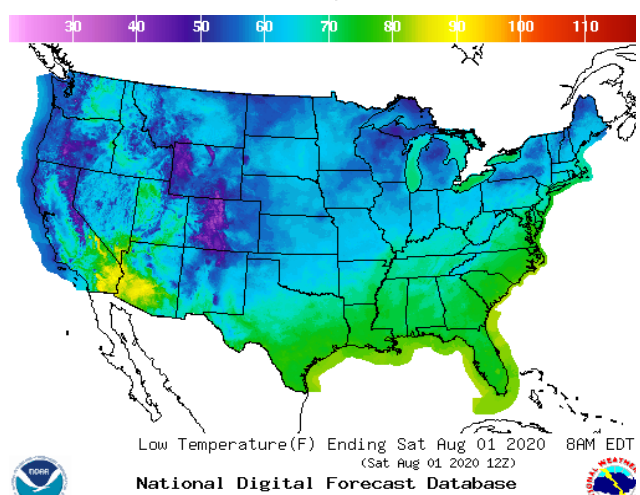 30 40 50 60 70 80 90 100 110
Low Temperature(F) Ending Sat Aug 01 2020 8AM EDT
(Sat Aug 01 2020 12Z)
National Digital Forecast Database
NOAA